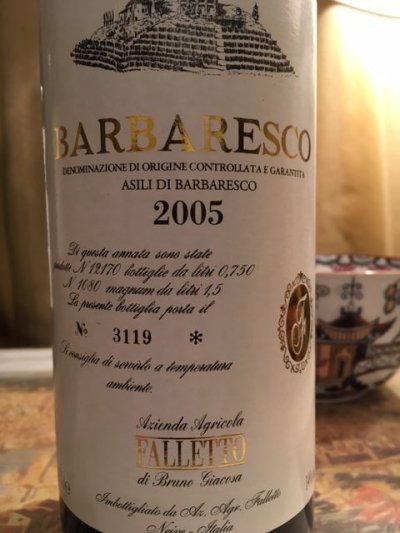 BARBARESCO
DENOMINAZIONE DI ORIGINE CONTROLLATA E GARANTITA
ASILI DI BARBARESCO
2005
Di questa annata sono state
prodotte N 12170 bottiglie da litri 0,750
N 1080 magnum da litri 1,5
La presente bottiglia porta il
No 3119 *
Si consiglia di servirlo a temperatura
ambiente.
Azienda Agricola
FALLETTO
di Bruno Giacosa
Imbottigliato da Az. Agr. Falletto
Neive - Italia